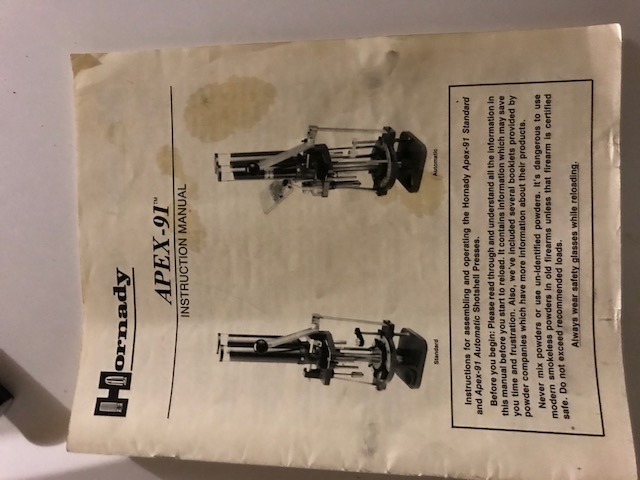 Hornady
APEX-91™
INSTRUCTION MANUAL
Standard
Automatic
Instructions for assembling and operating the Hornady Apex-91 Standard
and Apex-91 Automatic Shotshell Presses.
Before you begin: Please read through and understand all the information in
this manual before you start to reload. It contains information which may save
you time and frustration. Also, we've included several booklets provided by
powder companies which have more information about their products.
Never mix powders or use un-identified powders. It's dangerous to use
modern smokeless powders in old firearms unless that firearm is certified
safe. Do not exceed recommended loads.
Always wear safety glasses while reloading.